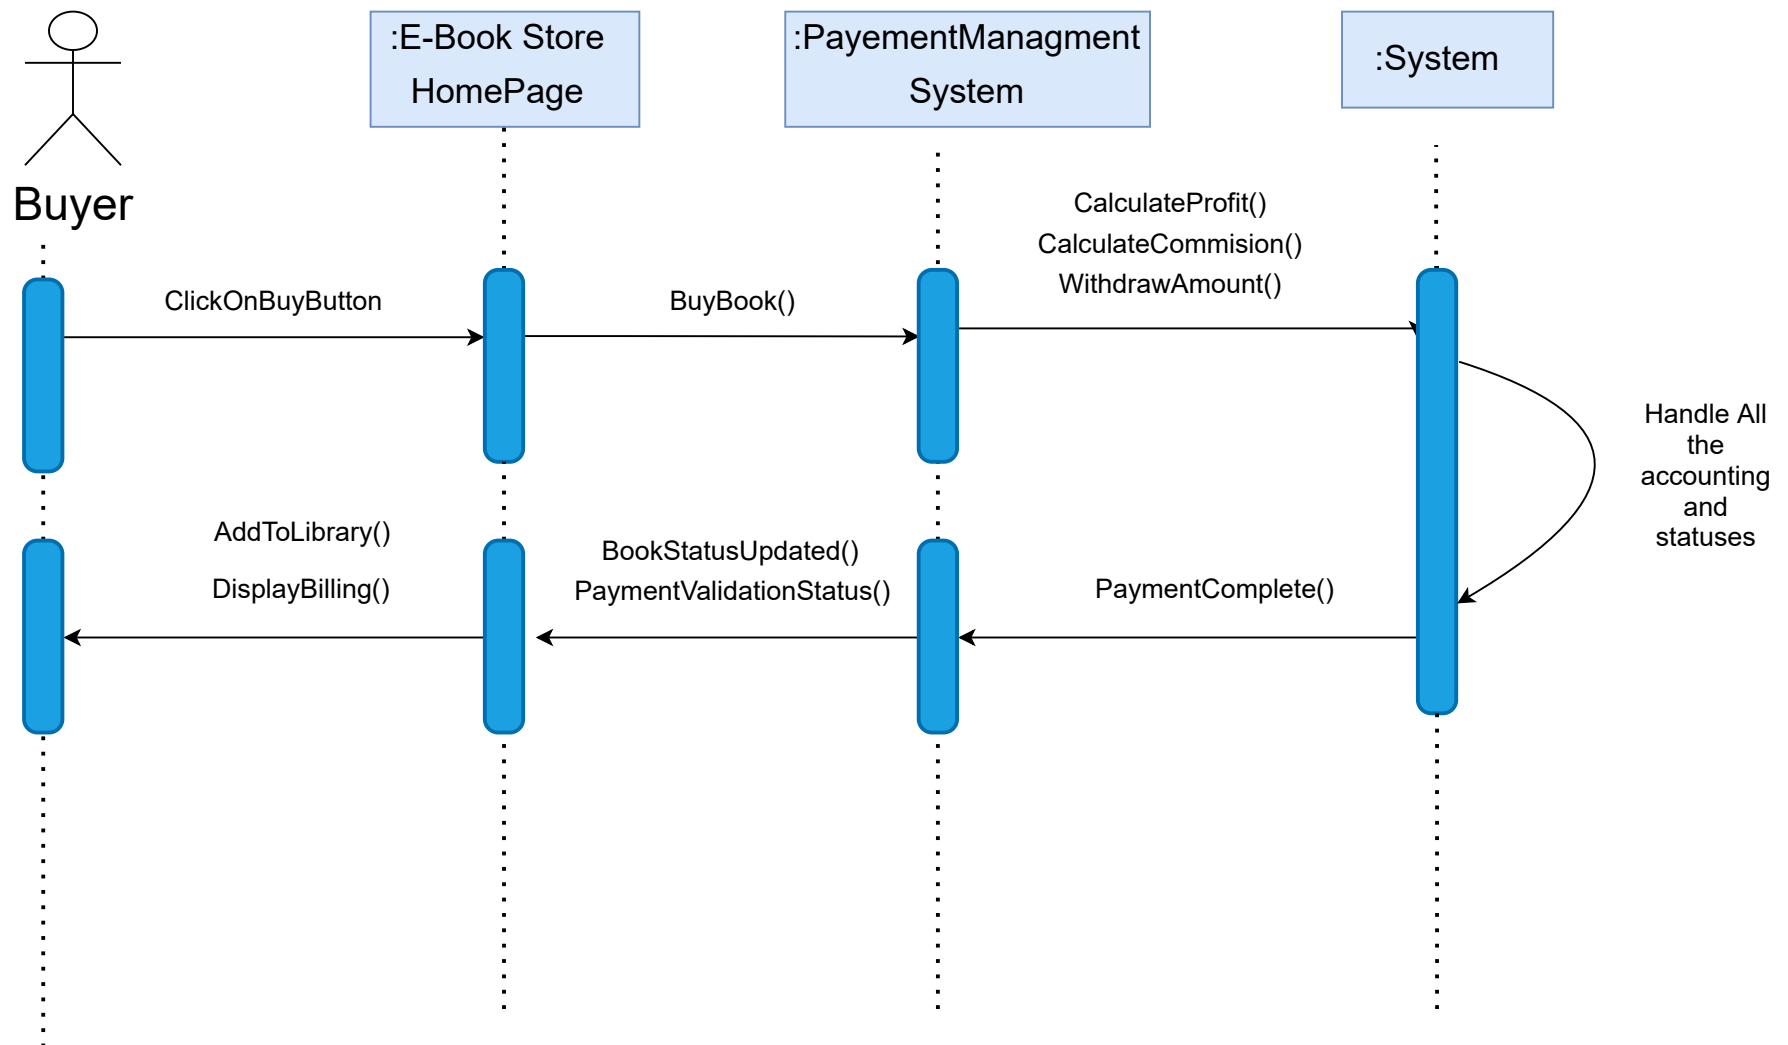 :E-Book Store
HomePage
:PayementManagment
System
:System
Buyer
ClickOnBuyButton
BuyBook()
CalculateProfit()
CalculateCommision()
WithdrawAmount()
Handle All
the
accounting
and
statuses
AddToLibrary()
DisplayBilling()
BookStatusUpdated()
PaymentValidationStatus()
PaymentComplete()